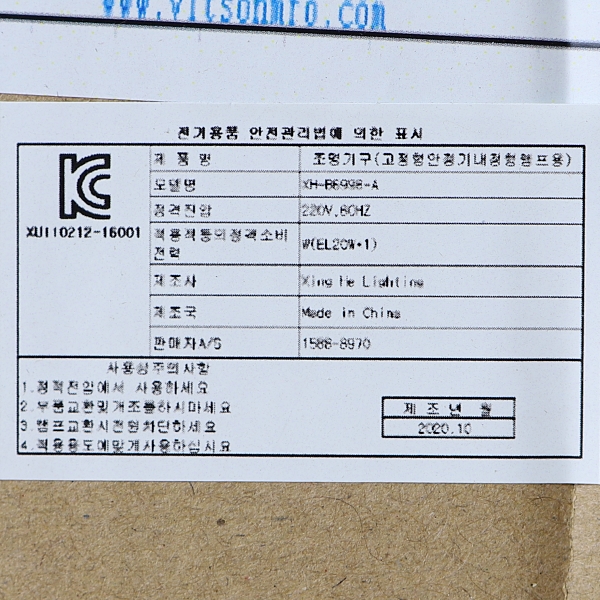 www.vitsonmro.com
전기용품 안전관리법에 의한 표시
KC
XU110212-16001
제 품 명 조명기구(고정형안정기내장형램프용)
모델명 XH-B6998-A
정격전압 220V,60HZ
적용적등의정격소비전력 W(EL20W*1)
제조사 Xing He Lighting
제조국 Made in China
판매자A/S 1588-8970
사용상주의사항
1.정격전압에서 사용하세요
2.부품교환및개조를하시마세요
3.램프교환시전원차단하세요
4.적용용도에맞게사용하십시요
제 조 년 월
2020.10